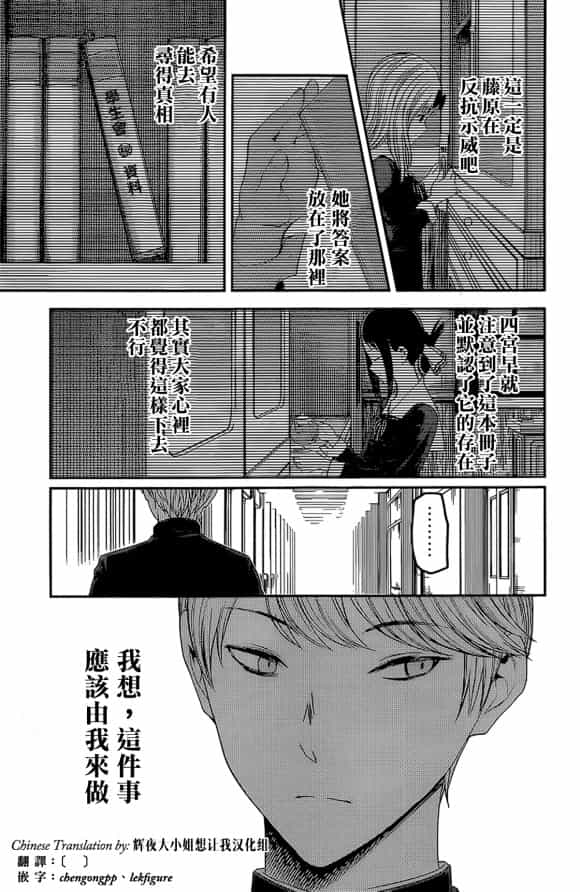 這一定是
藤原在
反抗示威吧
她將答案
放在了那裡
希望有人
能去
尋得真相
學生會㊙資料
四宮早就
注意到了這本冊子
並默認了它的存在
其實大家心裡
都覺得這樣下去
不行
……
我想，這件事
應該由我來做
Chinese Translation by: 辉夜人小姐想计我汉化组
翻譯：〔 〕
嵌字：chengongpp、lekfigure